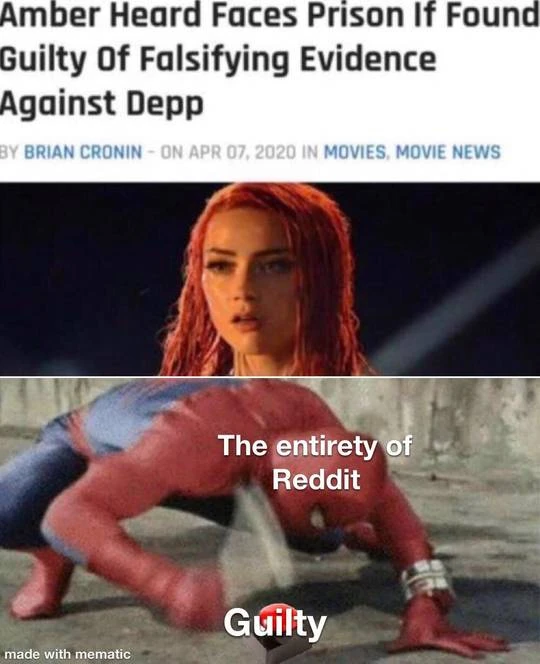 Amber Heard Faces Prison If Found
Guilty Of Falsifying Evidence
Against Depp
BY BRIAN CRONIN - ON APR 07, 2020 IN MOVIES, MOVIE NEWS
The entirety of
Reddit
Guilty
made with mematic